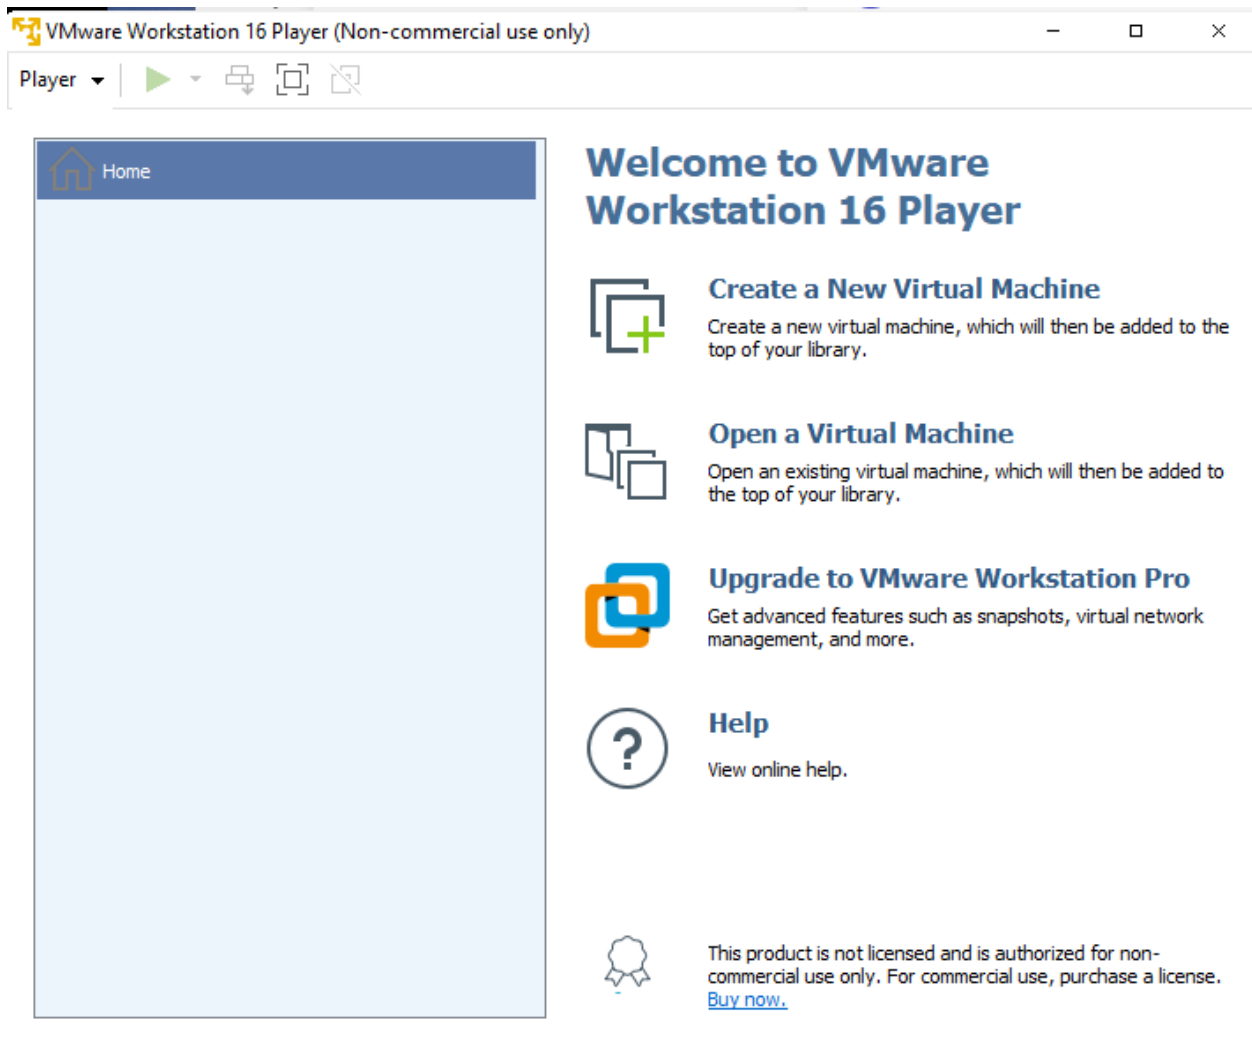 VMware Workstation 16 Player (Non-commercial use only)
Player
Home
Welcome to VMware
Workstation 16 Player
Create a New Virtual Machine
Create a new virtual machine, which will then be added to the
top of your library.
Open a Virtual Machine
Open an existing virtual machine, which will then be added to
the top of your library.
Upgrade to VMware Workstation Pro
Get advanced features such as snapshots, virtual network
management, and more.
?
Help
View online help.
This product is not licensed and is authorized for non-
commercial use only. For commercial use, purchase a license.
Buy now.